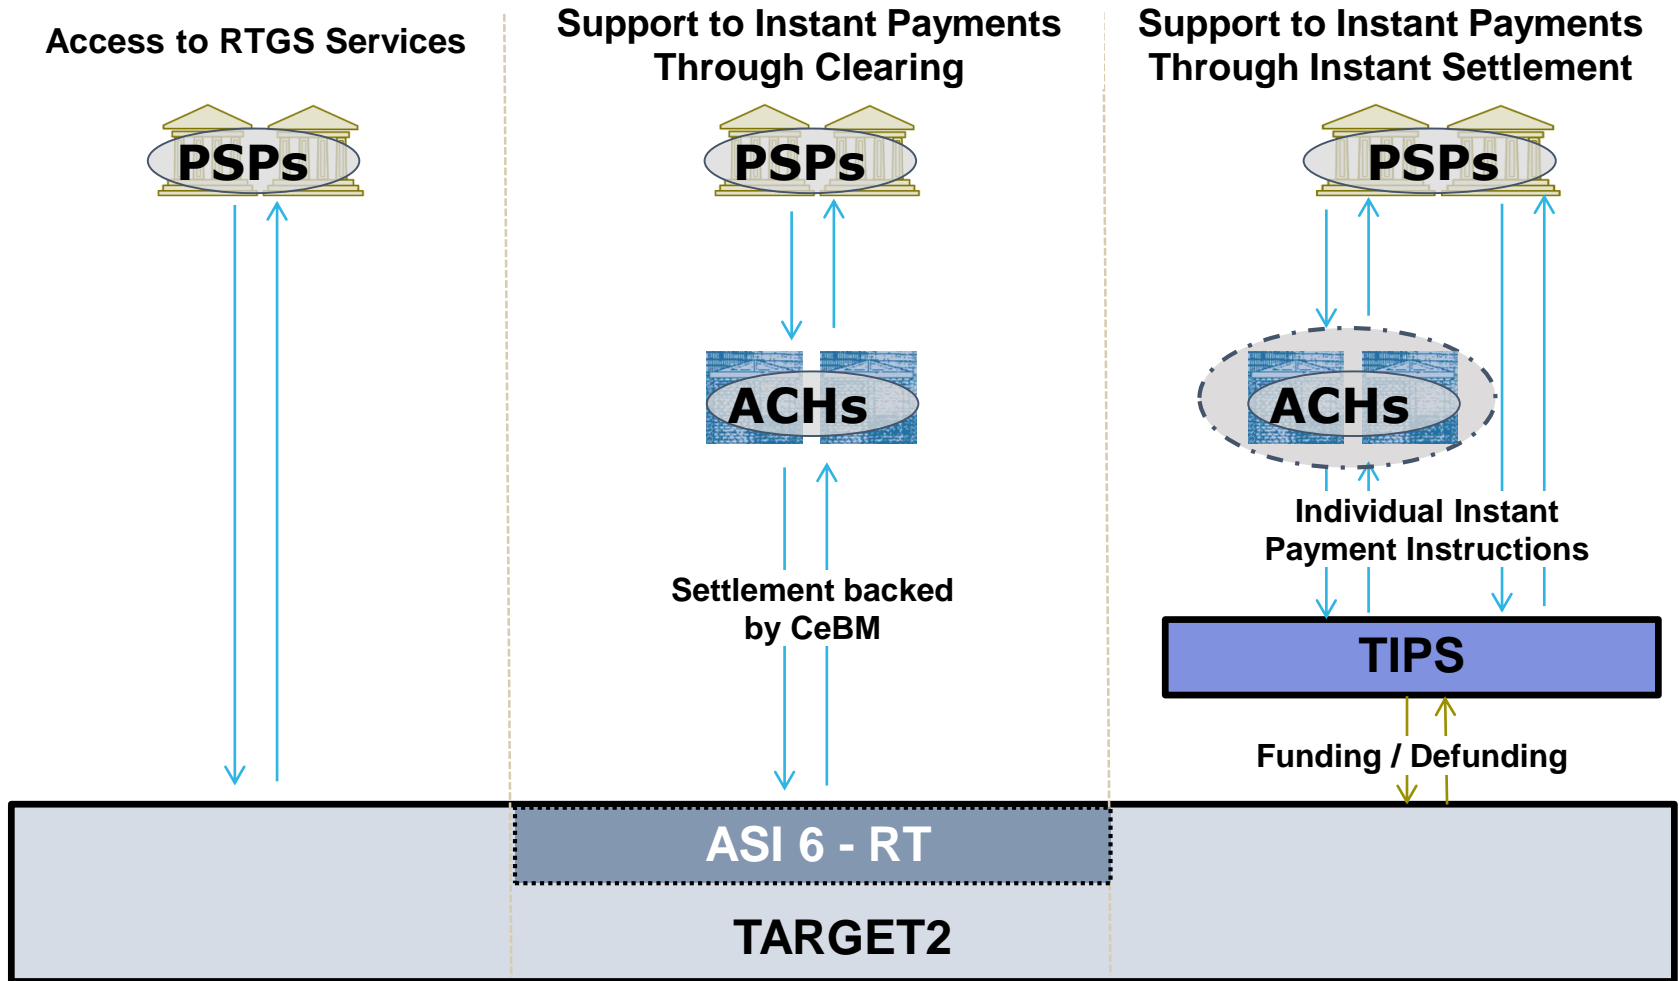 Access to RTGS Services
Support to Instant Payments
Through Clearing
Support to Instant Payments
Through Instant Settlement
PSPs
PSPs
PSPs
ACHs
ACHs
Individual Instant
Payment Instructions
Settlement backed
by CeBM
TIPS
Funding / Defunding
ASI 6 - RT
TARGET2